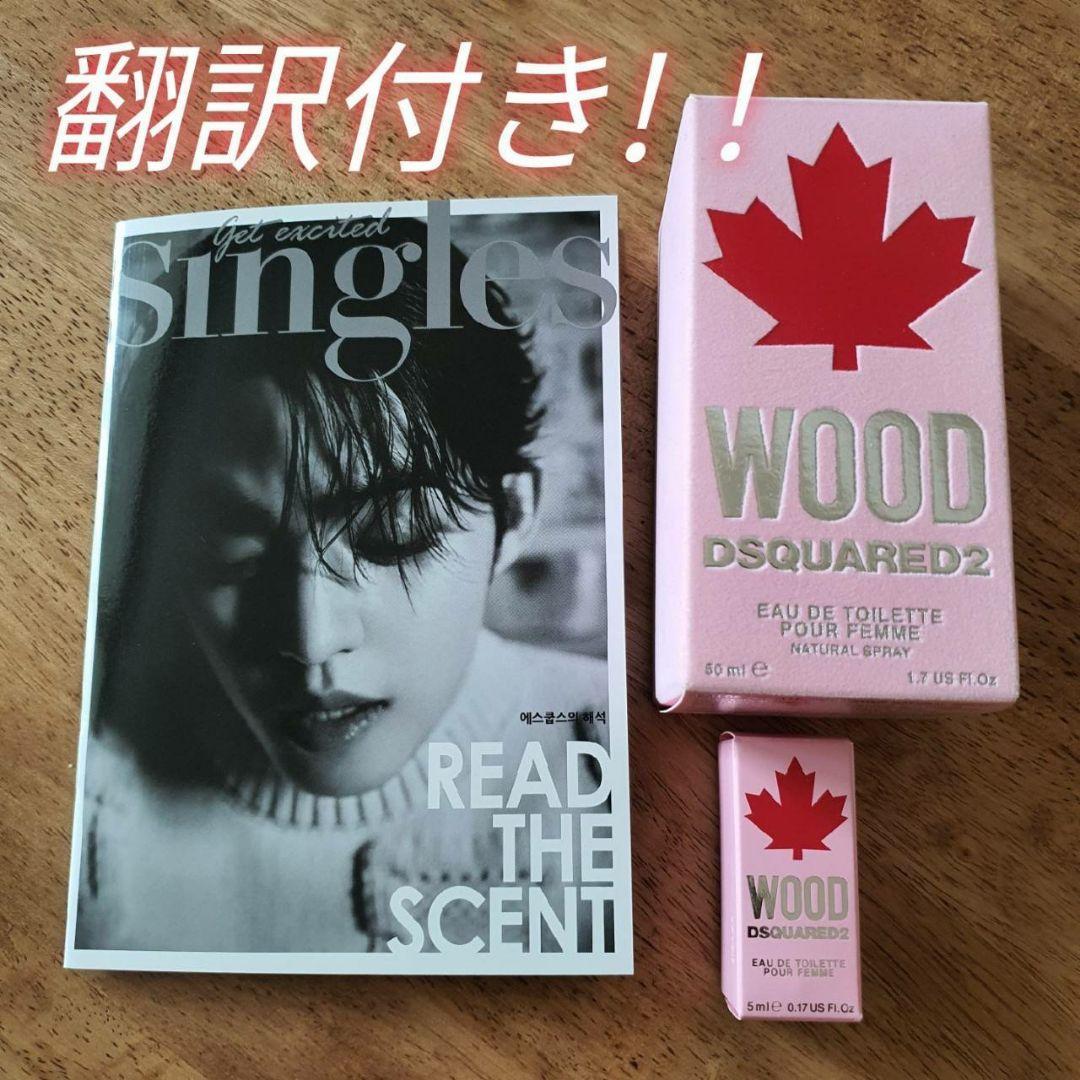 翻訳付き!!
Get excited
singles
에스쿱스의 해석
READ
THE
SCENT
WOOD
DSQUARED2
EAU DE TOILETTE
POUR FEMME
NATURAL SPRAY
50 ml e 1.7 US Fl.Oz
WOOD
DSQUARED2
EAU DE TOILETTE
POUR FEMME
5 ml e 0.17 US Fl.Oz